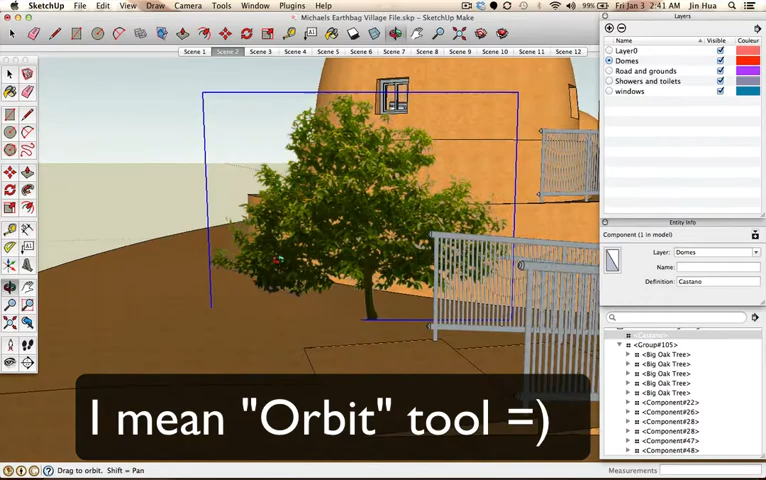 SketchUp File Edit View Draw Camera Tools Window Plugins Help
99% Fri Jan 3 2:41 AM Jin Hua
Michaels Earthbag Village File.skp - SketchUp Make
Scene 1 Scene 2 Scene 3 Scene 4 Scene 5 Scene 6 Scene 7 Scene 8 Scene 9 Scene 10 Scene 11 Scene 12
Layers
Name Visible Couleur
Layer0
Domes
Road and grounds
Showers and toilets
windows
Entity Info
Component (1 in model)
Layer: Domes
Name:
Definition: Castano
<Castano>
<Group#105>
<Big Oak Tree>
<Big Oak Tree>
<Big Oak Tree>
<Big Oak Tree>
<Big Oak Tree>
<Component#22>
<Component#26>
<Component#28>
<Component#28>
<Component#47>
<Component#48>
I mean "Orbit" tool =)
Drag to orbit. Shift = Pan
Measurements